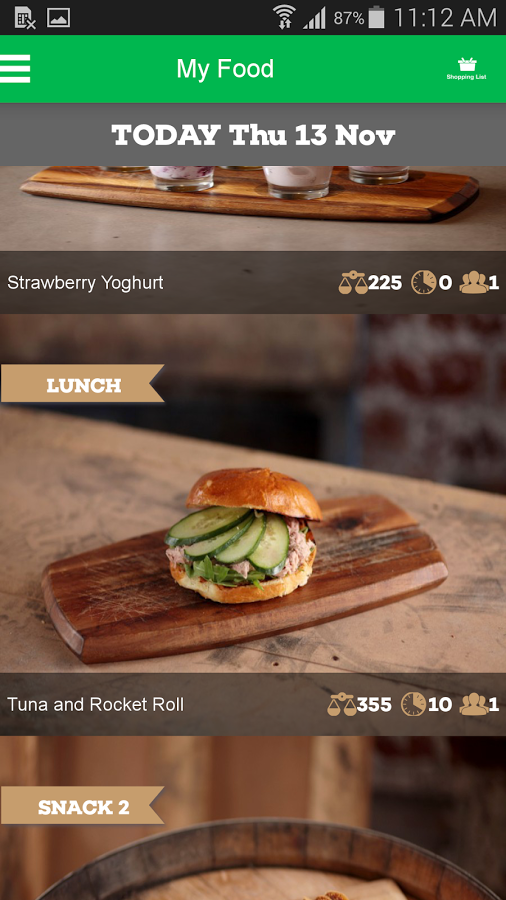 87% 11:12 AM
My Food
Shopping List
TODAY Thu 13 Nov
Strawberry Yoghurt 225 0 1
LUNCH
Tuna and Rocket Roll 355 10 1
SNACK 2